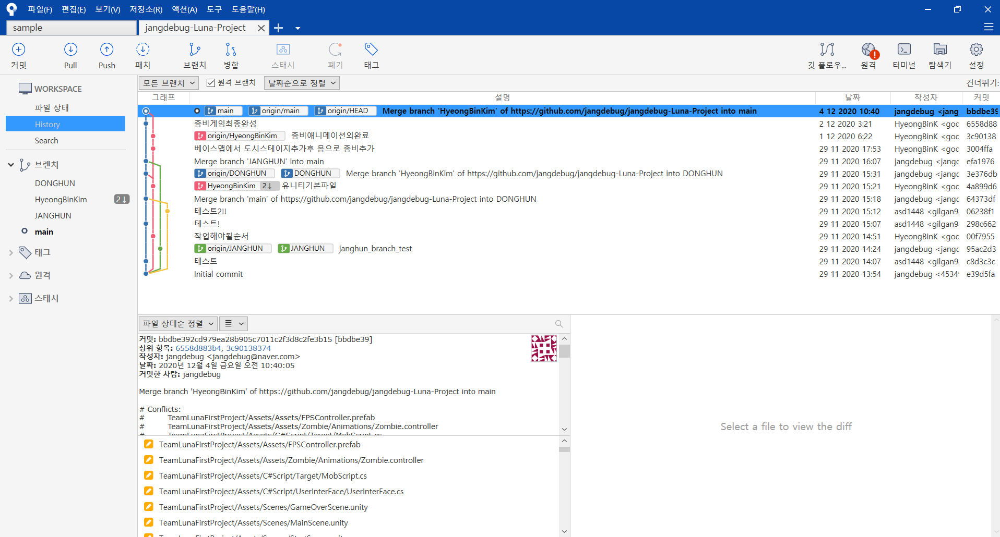 파일(F) 편집(E) 보기(V) 저장소(R) 액션(A) 도구 도움말(H)
sample jangdebug-Luna-Project
커밋 Pull Push 패치 브랜치 병합 스태시 폐기 태그 깃 플로우... 원격 터미널 탐색기 설정
WORKSPACE
파일 상태
History
Search
브랜치
DONGHUN
HyeongBinKim 2↓
JANGHUN
main
태그
원격
스태시
모든 브랜치 원격 브랜치 날짜순으로 정렬 건너뛰기:
그래프 설명 날짜 작성자 커밋
main origin/main origin/HEAD Merge branch 'HyeongBinKim' of https://github.com/jangdebug/jangdebug-Luna-Project into main 4 12 2020 10:40 jangdebug <jang bbdbe39
좀비게임최종완성 2 12 2020 3:21 HyeongBinK <goc 6558d88
origin/HyeongBinKim 좀비애니메이션외완료 1 12 2020 6:22 HyeongBinK <goc 3c90138
베이스맵에서 도시스테이지추가후 몹으로 좀비추가 29 11 2020 17:53 HyeongBinK <goc 3004ffa
Merge branch 'JANGHUN' into main 29 11 2020 16:07 jangdebug <jangc efa1976
origin/DONGHUN DONGHUN Merge branch 'HyeongBinKim' of https://github.com/jangdebug/jangdebug-Luna-Project into DONGHUN 29 11 2020 15:31 jangdebug <jangc 3e376db
HyeongBinKim 2↓ 유니티기본파일 29 11 2020 15:21 HyeongBinK <goc 4a899d6
Merge branch 'main' of https://github.com/jangdebug/jangdebug-Luna-Project into DONGHUN 29 11 2020 15:18 jangdebug <jangc 64373df
테스트2!! 29 11 2020 15:12 asd1448 <gilgan9 06238f1
테스트! 29 11 2020 15:07 asd1448 <gilgan9 298c662
작업해야될순서 29 11 2020 14:51 HyeongBinK <goc 00f7955
origin/JANGHUN JANGHUN janghun_branch_test 29 11 2020 14:24 jangdebug <jangc 95ac2d3
테스트 29 11 2020 14:07 asd1448 <gilgan9 c8d3c3c
Initial commit 29 11 2020 13:54 jangdebug <4534 e39d5fa
파일 상태순 정렬
커밋: bbdbe392cd979ea28b905c7011c2f3d8c2fe3b15 [bbdbe39]
상위 항목: 6558d883b4, 3c90138374
작성자: jangdebug <jangdebug@naver.com>
날짜: 2020년 12월 4일 금요일 오전 10:40:05
커밋한 사람: jangdebug
Merge branch 'HyeongBinKim' of https://github.com/jangdebug/jangdebug-Luna-Project into main
# Conflicts:
# TeamLunaFirstProject/Assets/Assets/FPSController.prefab
# TeamLunaFirstProject/Assets/Assets/Zombie/Animations/Zombie.controller
# TeamLunaFirstProject/Assets/C#Script/Target/MobScript.cs
TeamLunaFirstProject/Assets/Assets/FPSController.prefab
TeamLunaFirstProject/Assets/Assets/Zombie/Animations/Zombie.controller
TeamLunaFirstProject/Assets/C#Script/Target/MobScript.cs
TeamLunaFirstProject/Assets/C#Script/UserInterFace/UserInterFace.cs
TeamLunaFirstProject/Assets/Scenes/GameOverScene.unity
TeamLunaFirstProject/Assets/Scenes/MainScene.unity
Select a file to view the diff